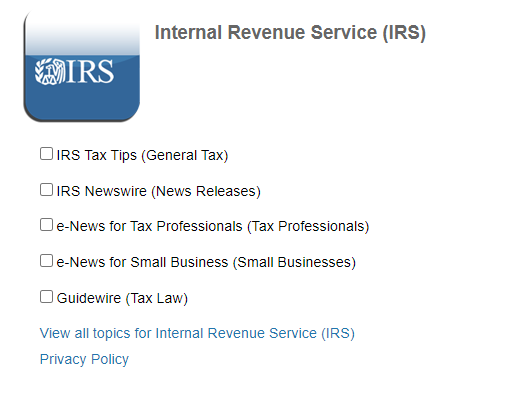 IRS
Internal Revenue Service (IRS)
IRS Tax Tips (General Tax)
IRS Newswire (News Releases)
e-News for Tax Professionals (Tax Professionals)
e-News for Small Business (Small Businesses)
Guidewire (Tax Law)
View all topics for Internal Revenue Service (IRS)
Privacy Policy